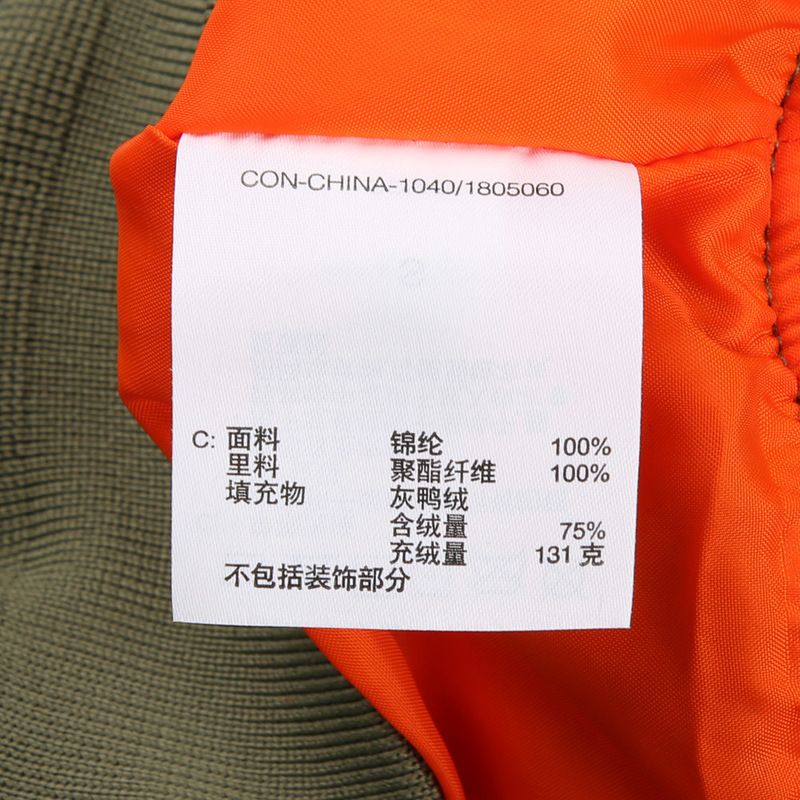 CON-CHINA-1040/1805060
C: 面料 锦纶 100%
里料 聚酯纤维 100%
填充物 灰鸭绒
含绒量 75%
充绒量 131 克
不包括装饰部分